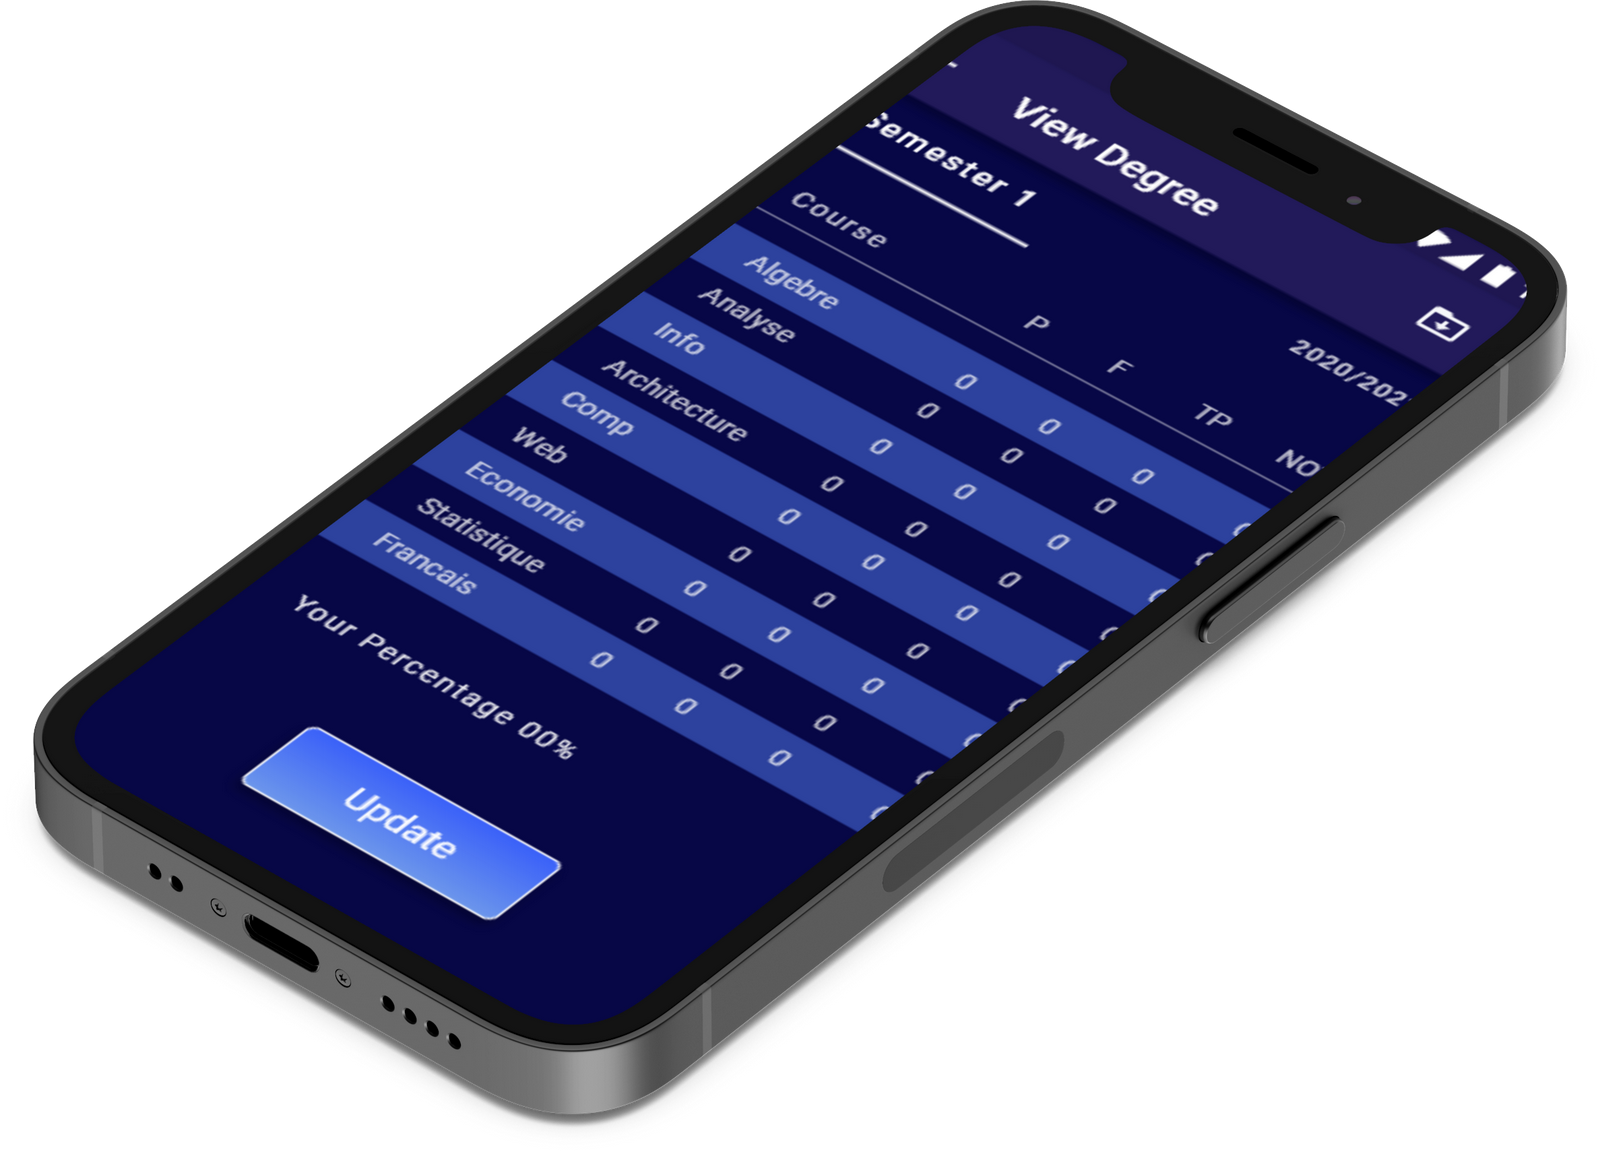 View Degree
Semester 1
2020/202
Course P F TP NO
Algebre 0 0 0 0
Analyse 0 0 0 0
Info 0 0 0 0
Architecture 0 0 0 0
Comp 0 0 0 0
Web 0 0 0 0
Economie 0 0 0 0
Statistique 0 0 0 0
Francais 0 0 0 0
Your Percentage 00%
Update